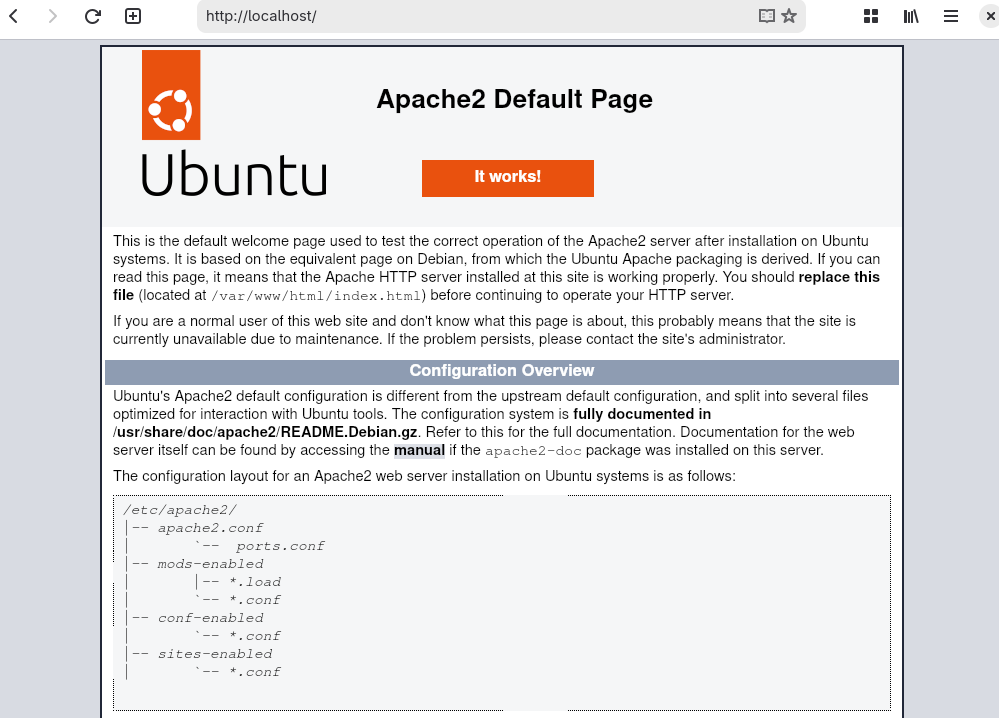 http://localhost/
Apache2 Default Page
Ubuntu
It works!
This is the default welcome page used to test the correct operation of the Apache2 server after installation on Ubuntu
systems. It is based on the equivalent page on Debian, from which the Ubuntu Apache packaging is derived. If you can
read this page, it means that the Apache HTTP server installed at this site is working properly. You should replace this
file (located at /var/www/html/index.html) before continuing to operate your HTTP server.
If you are a normal user of this web site and don't know what this page is about, this probably means that the site is
currently unavailable due to maintenance. If the problem persists, please contact the site's administrator.
Configuration Overview
Ubuntu's Apache2 default configuration is different from the upstream default configuration, and split into several files
optimized for interaction with Ubuntu tools. The configuration system is fully documented in
/usr/share/doc/apache2/README.Debian.gz. Refer to this for the full documentation. Documentation for the web
server itself can be found by accessing the manual if the apache2-doc package was installed on this server.
The configuration layout for an Apache2 web server installation on Ubuntu systems is as follows:
/etc/apache2/
|-- apache2.conf
|       `--  ports.conf
|-- mods-enabled
|       |-- *.load
|       `-- *.conf
|-- conf-enabled
|       `-- *.conf
|-- sites-enabled
|       `-- *.conf